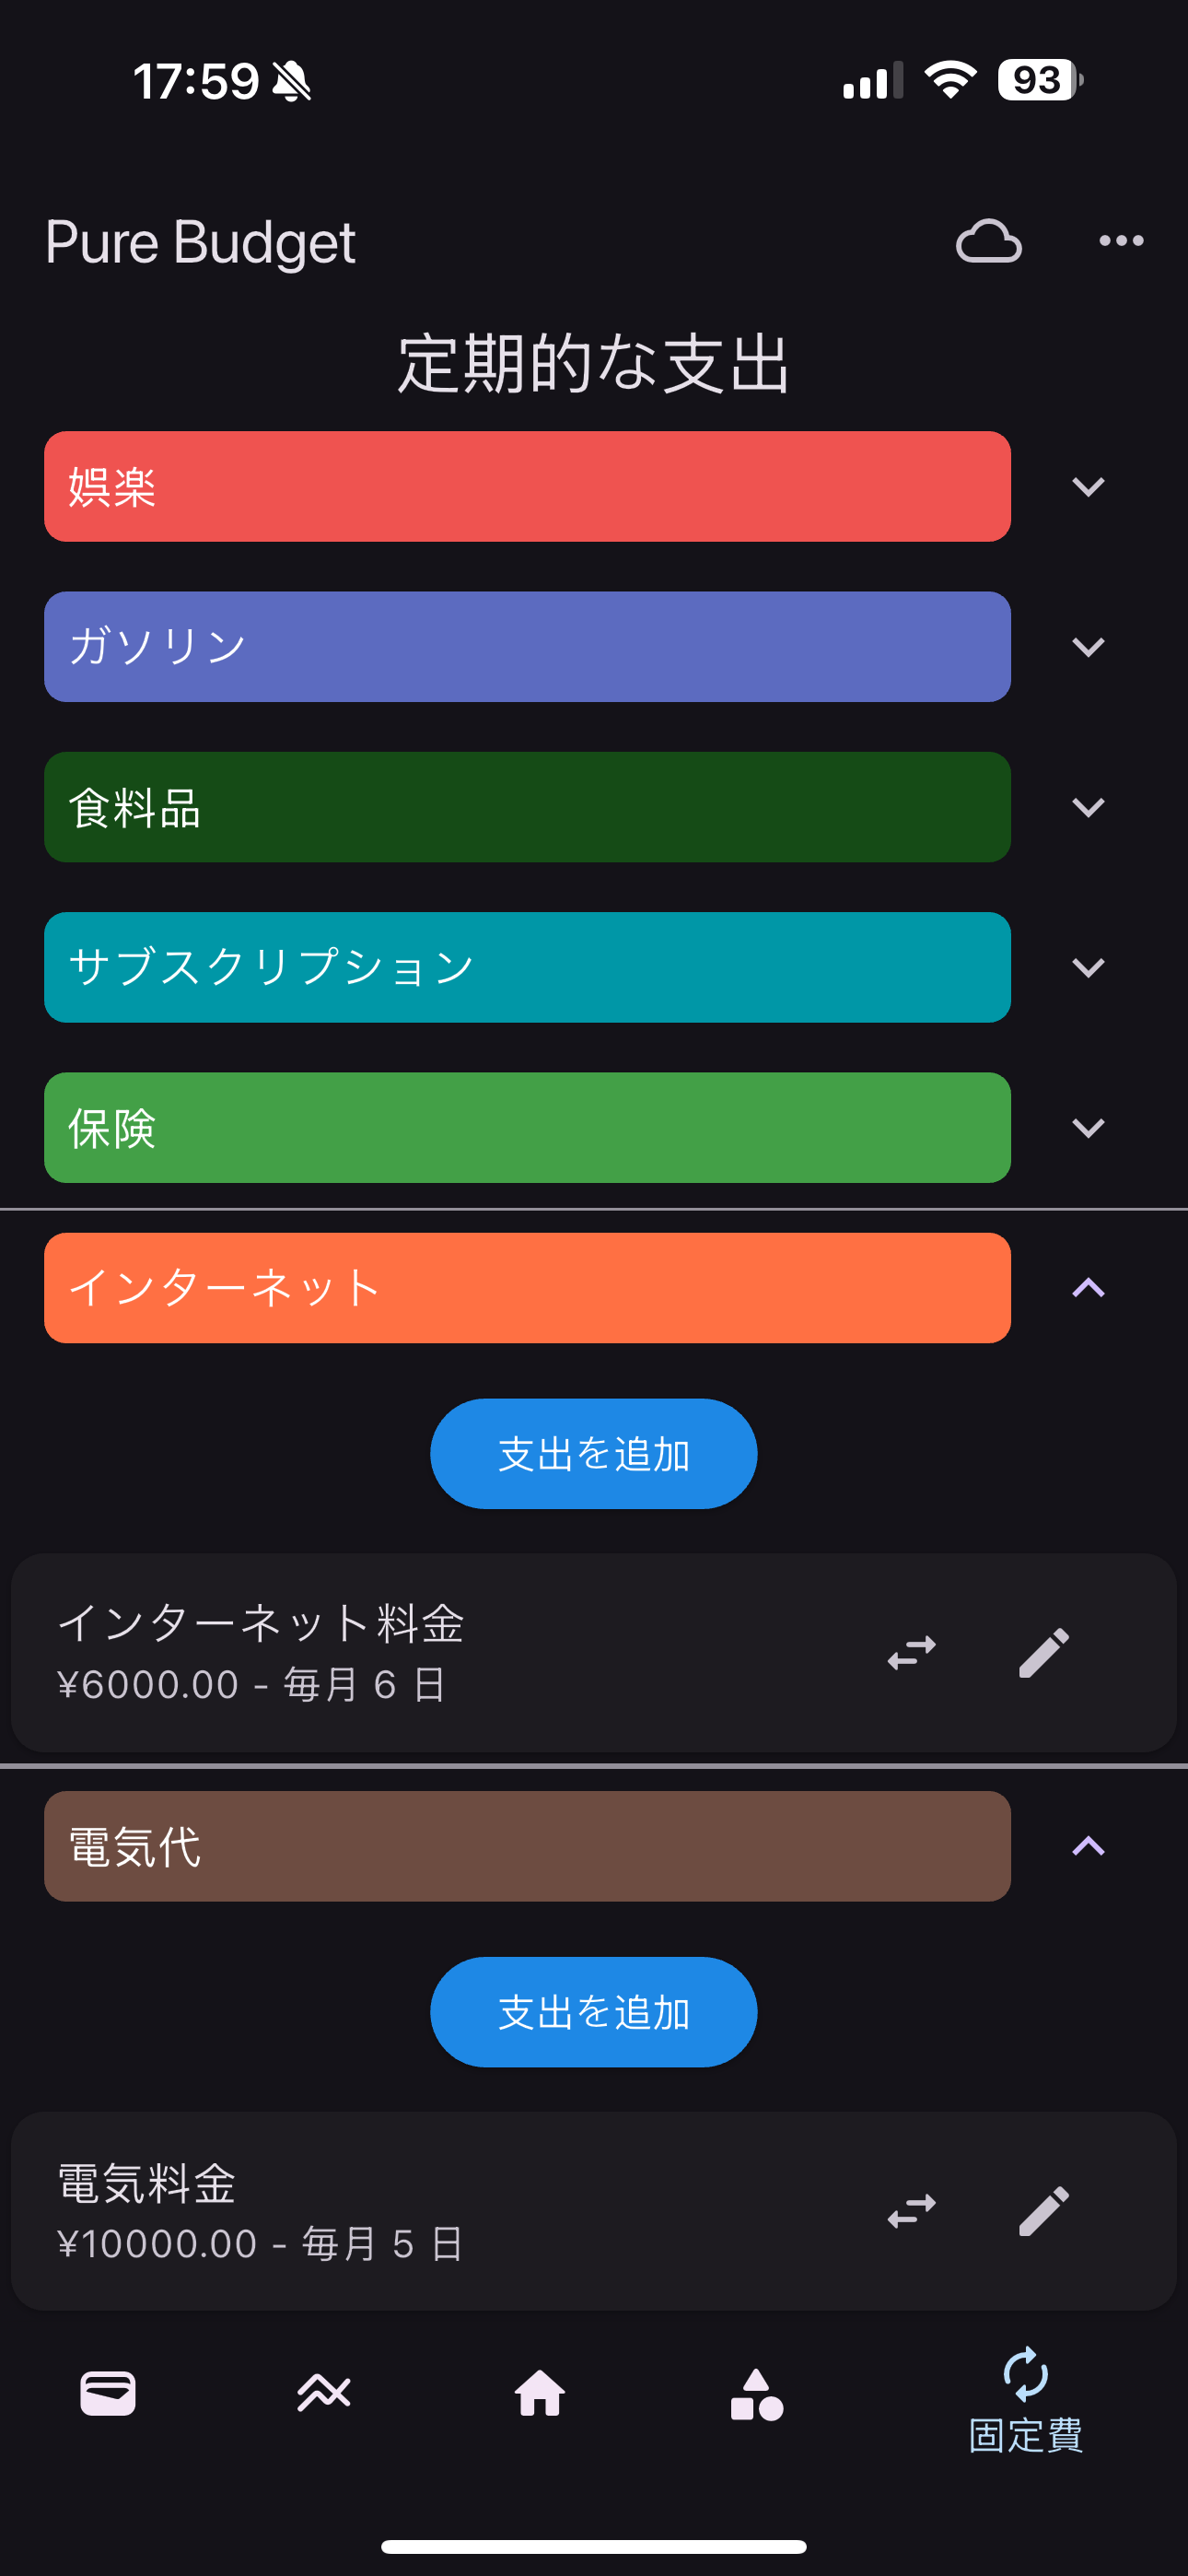 17:59
93
Pure Budget
定期的な支出
娯楽
ガソリン
食料品
サブスクリプション
保険
インターネット
支出を追加
インターネット料金
¥6000.00 - 毎月 6 日
電気代
支出を追加
電気料金
¥10000.00 - 毎月 5 日
固定費